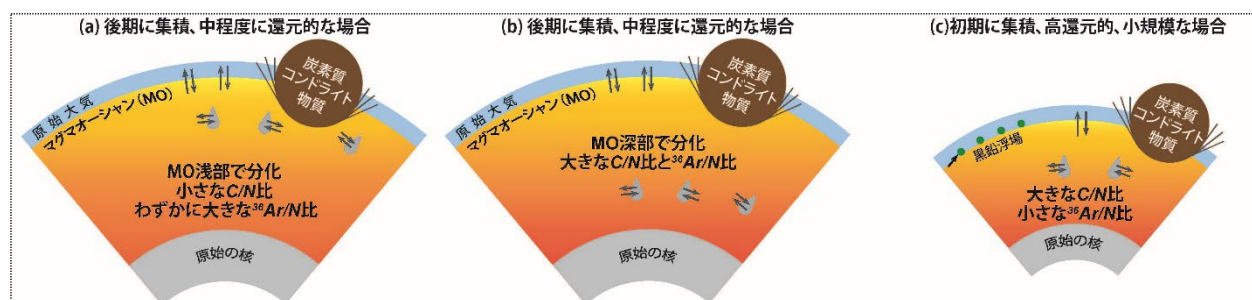 (a) 後期に集積、中程度に還元的な場合
原始大気
マグマオーシャン(MO)
炭素質
コンドライト
物質
MO浅部で分化
小さなC/N比
わずかに大きな³⁶Ar/N比
原始の核
(b) 後期に集積、中程度に還元的な場合
原始大気
マグマオーシャン(MO)
炭素質
コンドライト
物質
MO深部で分化
大きなC/N比と³⁶Ar/N比
原始の核
(c)初期に集積、高還元的、小規模な場合
炭素質
コンドライト
物質
黒鉛浮場
大きなC/N比
小さな³⁶Ar/N比
原始の核